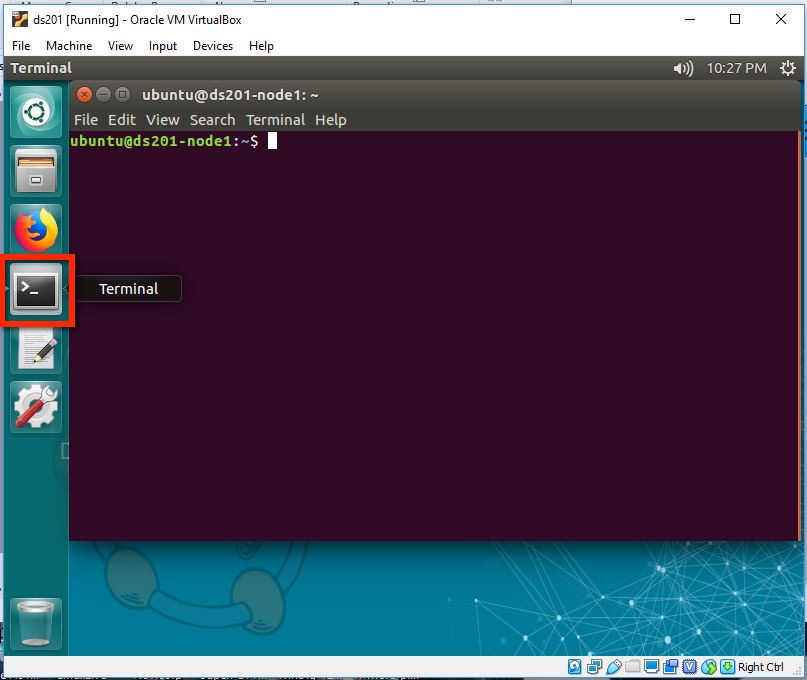 ds201 [Running] - Oracle VM VirtualBox
File Machine View Input Devices Help
Terminal 10:27 PM
ubuntu@ds201-node1: ~
File Edit View Search Terminal Help
ubuntu@ds201-node1:~$
>_
Terminal
Right Ctrl